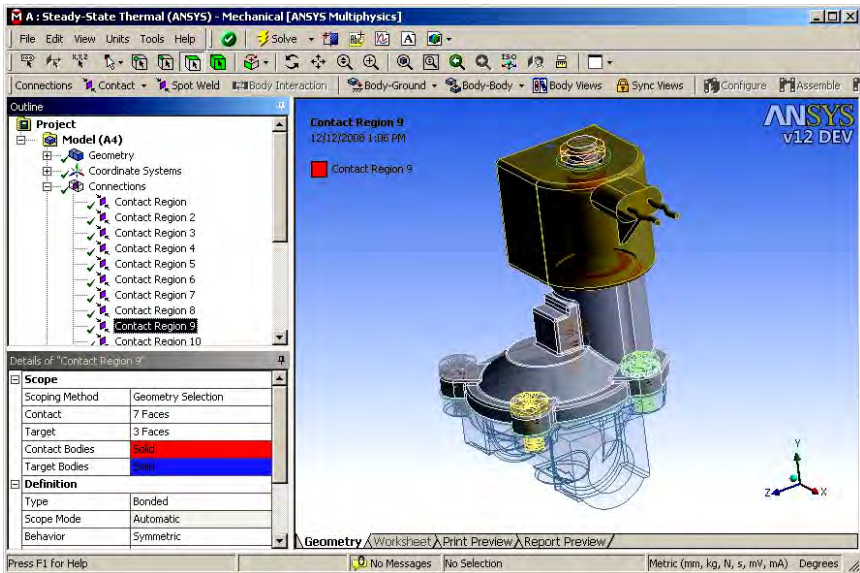 A : Steady-State Thermal (ANSYS) - Mechanical [ANSYS Multiphysics]
File Edit View Units Tools Help Solve
Connections Contact Spot Weld Body Interaction Body-Ground Body-Body Body Views Sync Views Configure Assemble
Outline
Project
Model (A4)
Geometry
Coordinate Systems
Connections
Contact Region
Contact Region 2
Contact Region 3
Contact Region 4
Contact Region 5
Contact Region 6
Contact Region 7
Contact Region 8
Contact Region 9
Contact Region 10
Details of "Contact Region 9"
Scope
Scoping Method Geometry Selection
Contact 7 Faces
Target 3 Faces
Contact Bodies Solid
Target Bodies Solid
Definition
Type Bonded
Scope Mode Automatic
Behavior Symmetric
Contact Region 9
12/12/2008 1:06 PM
Contact Region 9
ANSYS
v12 DEV
Y
Z X
Geometry Worksheet Print Preview Report Preview
Press F1 for Help No Messages No Selection Metric (mm, kg, N, s, mV, mA) Degrees